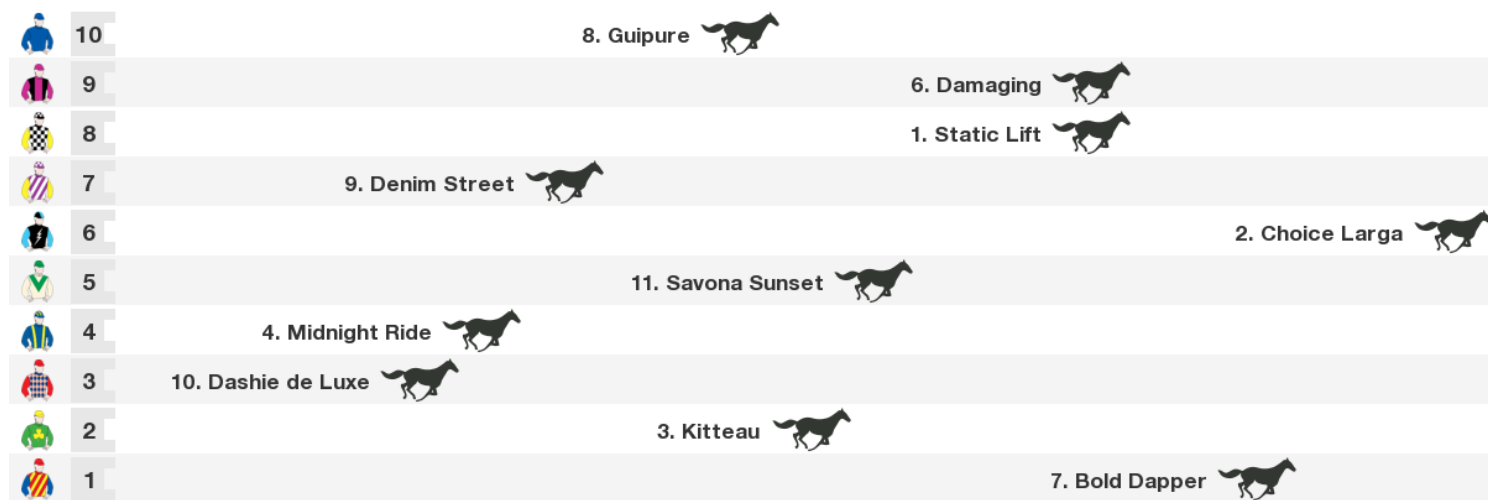 10 8. Guipure
9 6. Damaging
8 1. Static Lift
7 9. Denim Street
6 2. Choice Larga
5 11. Savona Sunset
4 4. Midnight Ride
3 10. Dashie de Luxe
2 3. Kitteau
1 7. Bold Dapper